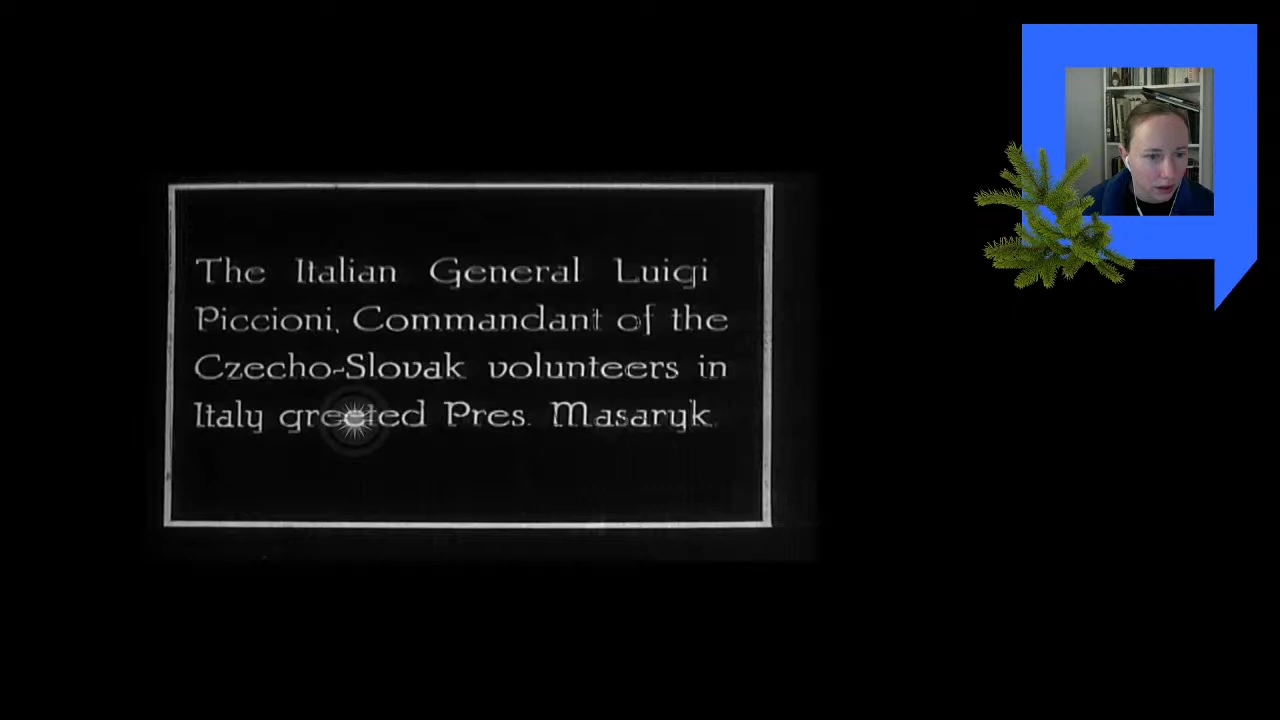 The Italian General Luigi
Piccioni, Commandant of the
Czecho-Slovak volunteers in
Italy greeted Pres. Masaryk.